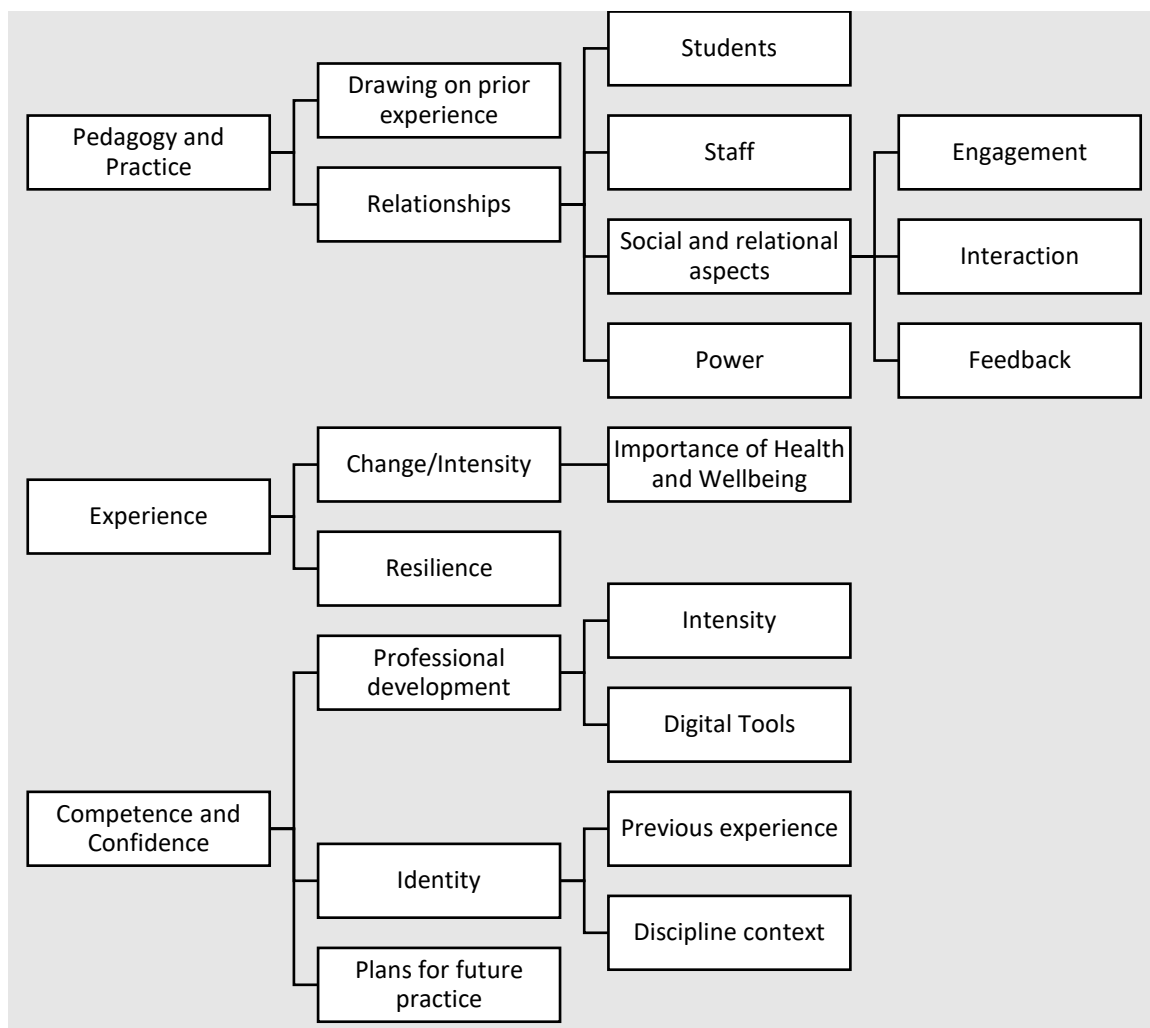 Pedagogy and
Practice
Drawing on prior
experience
Relationships
Students
Staff
Social and relational
aspects
Power
Engagement
Interaction
Feedback
Experience
Change/Intensity
Importance of Health
and Wellbeing
Resilience
Competence and
Confidence
Professional
development
Intensity
Digital Tools
Identity
Previous experience
Discipline context
Plans for future
practice